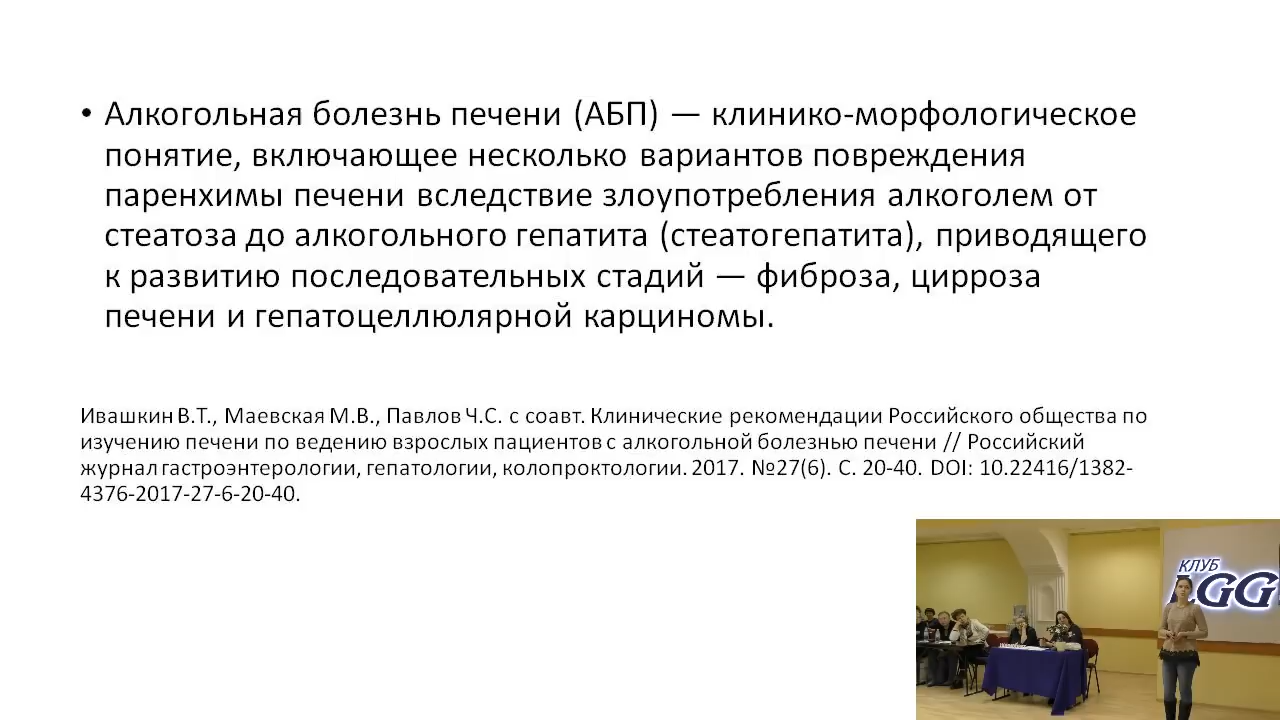 • Алкогольная болезнь печени (АБП) — клинико-морфологическое
понятие, включающее несколько вариантов повреждения
паренхимы печени вследствие злоупотребления алкоголем от
стеатоза до алкогольного гепатита (стеатогепатита), приводящего
к развитию последовательных стадий — фиброза, цирроза
печени и гепатоцеллюлярной карциномы.
Ивашкин В.Т., Маевская М.В., Павлов Ч.С. с соавт. Клинические рекомендации Российского общества по
изучению печени по ведению взрослых пациентов с алкогольной болезнью печени // Российский
журнал гастроэнтерологии, гепатологии, колопроктологии. 2017. №27(6). С. 20-40. DOI: 10.22416/1382-
4376-2017-27-6-20-40.
КЛУБ
LGG